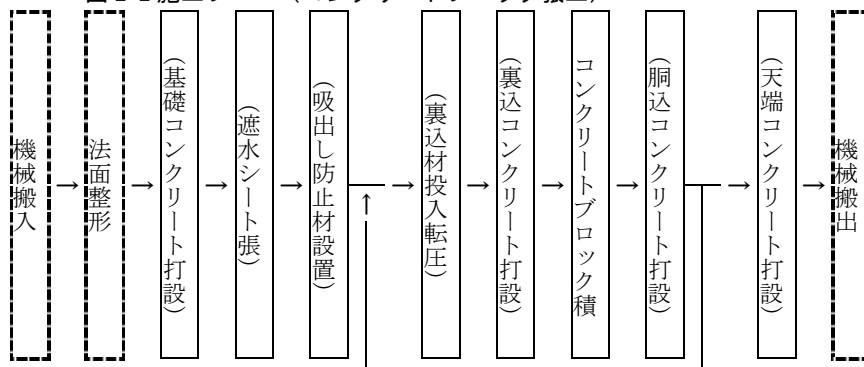 機械搬入
→
法面整形
→
(基礎コンクリート打設)
→
(遮水シート張)
→
(吸出し防止材設置)
→
↑
(裏込材投入転圧)
→
(裏込コンクリート打設)
→
コンクリートブロック積
→
(胴込コンクリート打設)
→
(天端コンクリート打設)
→
機械搬出